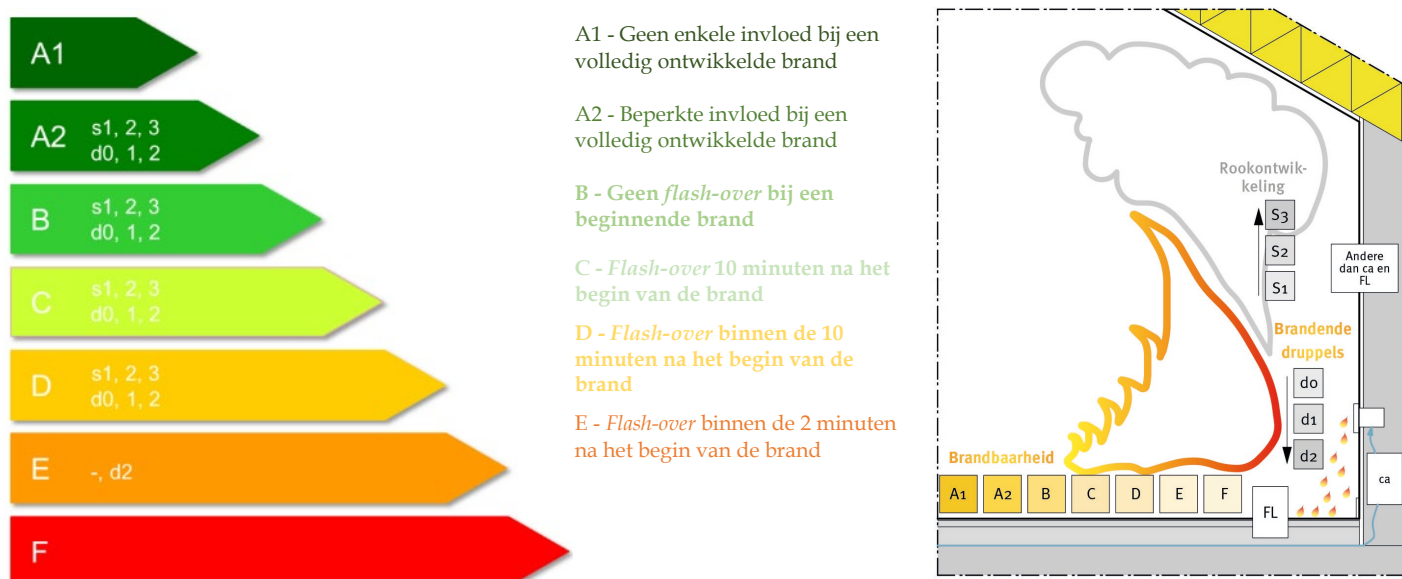 A1
A2
s1, 2, 3
d0, 1, 2
B
s1, 2, 3
d0, 1, 2
C
s1, 2, 3
d0, 1, 2
D
s1, 2, 3
d0, 1, 2
E
-, d2
F
A1 - Geen enkele invloed bij een
volledig ontwikkelde brand
A2 - Beperkte invloed bij een
volledig ontwikkelde brand
B - Geen flash-over bij een
beginnende brand
C - Flash-over 10 minuten na het
begin van de brand
D - Flash-over binnen de 10
minuten na het begin van de
brand
E - Flash-over binnen de 2 minuten
na het begin van de brand
Rookontwik-
keling
S3
S2
S1
Andere
dan ca en
FL
Brandende
druppels
d0
d1
d2
Brandbaarheid
A1 A2 B C D E F
FL
ca